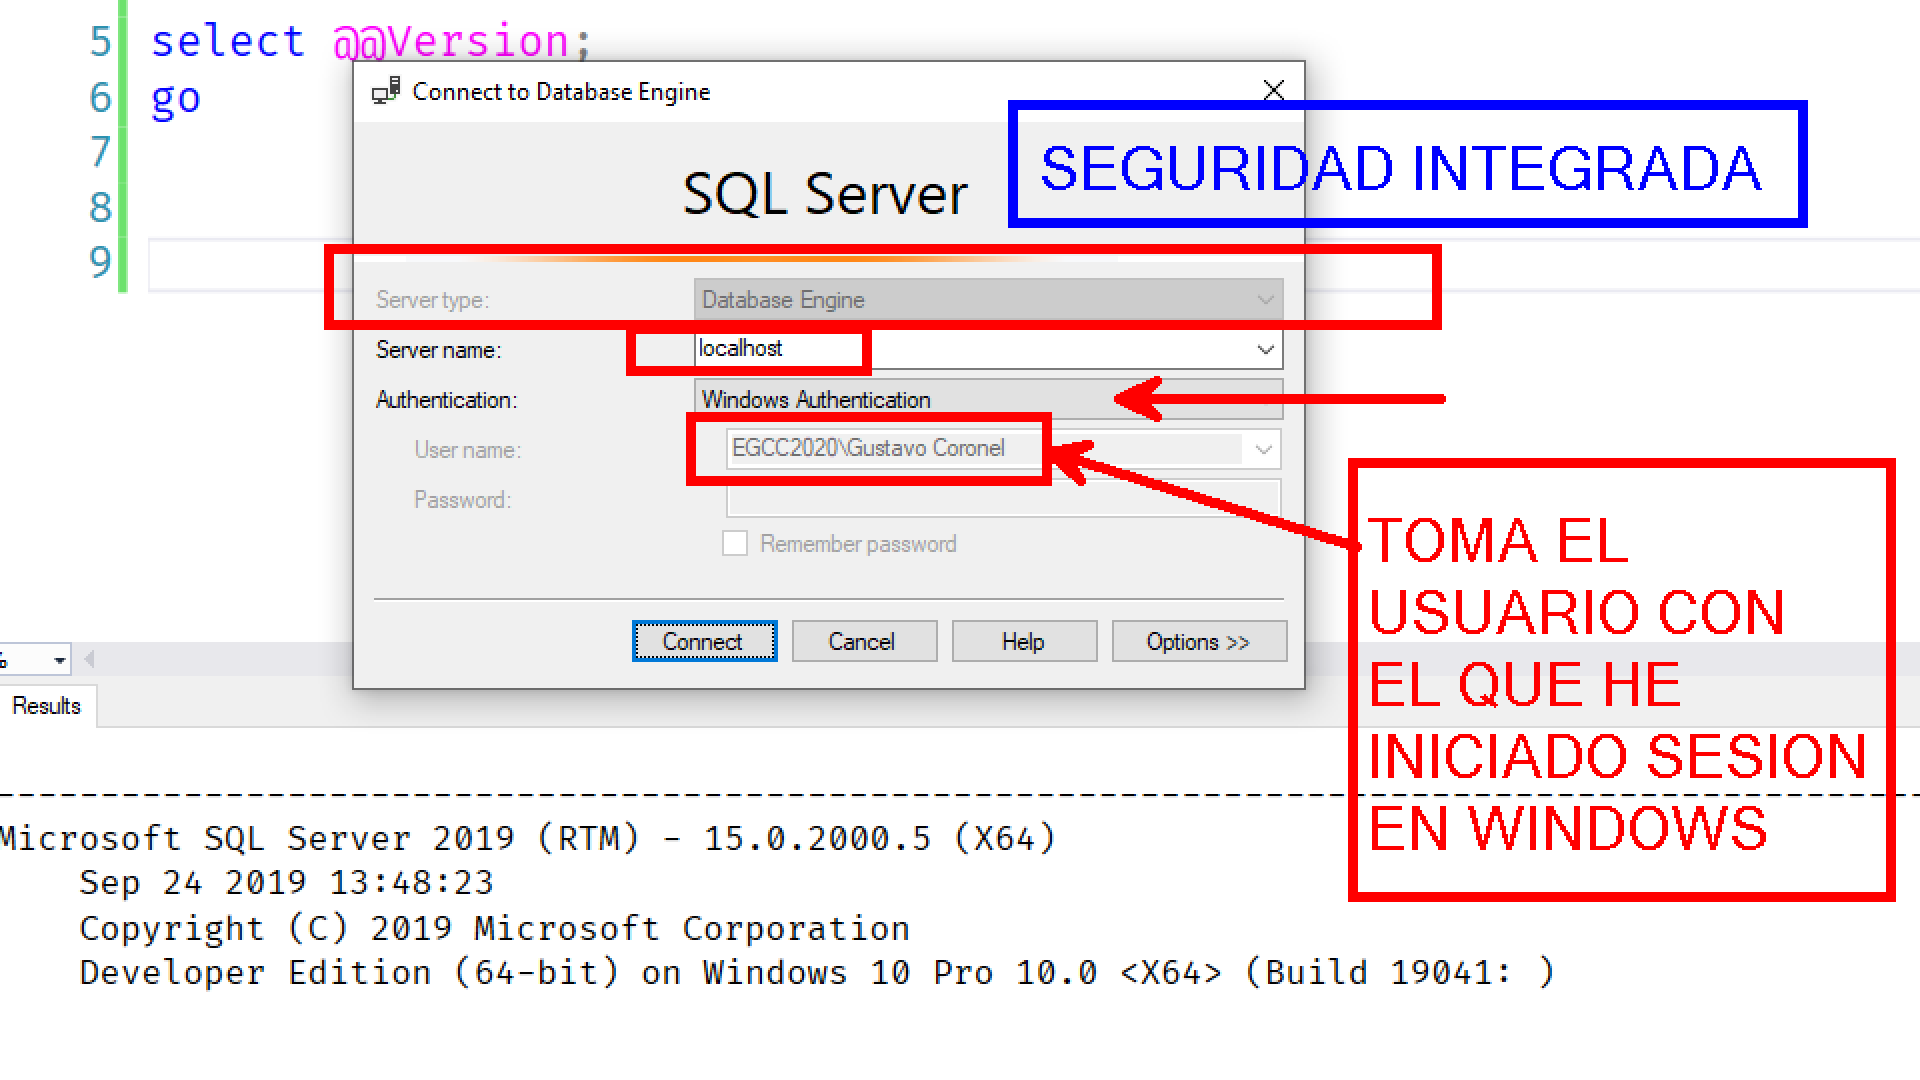 5 select @@Version;
6 go
7
8
9
Connect to Database Engine
SEGURIDAD INTEGRADA
SQL Server
Server type: Database Engine
Server name: localhost
Authentication: Windows Authentication
User name: EGCC2020\Gustavo Coronel
Password:
Remember password
Connect Cancel Help Options >>
TOMA EL
USUARIO CON
EL QUE HE
INICIADO SESION
EN WINDOWS
%
Results
Microsoft SQL Server 2019 (RTM) - 15.0.2000.5 (X64)
Sep 24 2019 13:48:23
Copyright (C) 2019 Microsoft Corporation
Developer Edition (64-bit) on Windows 10 Pro 10.0 <X64> (Build 19041: )